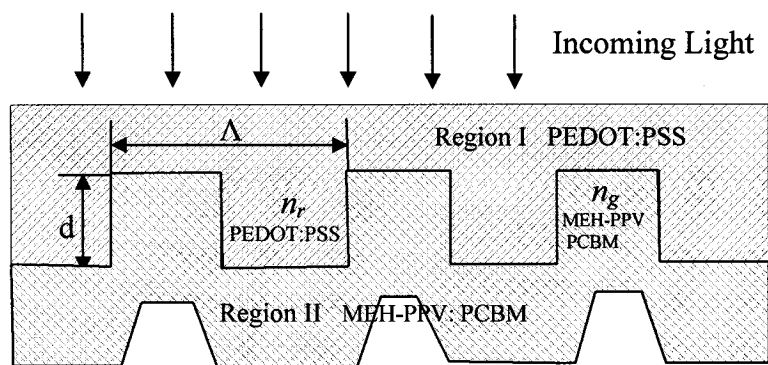 Incoming Light
Λ
Region I PEDOT:PSS
d
n_r
PEDOT:PSS
n_g
MEH-PPV
PCBM
Region II MEH-PPV: PCBM